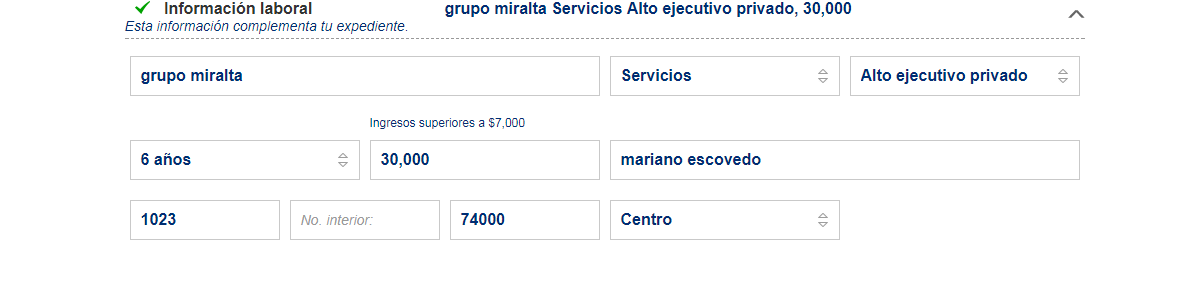 Información laboral grupo miralta Servicios Alto ejecutivo privado, 30,000
Esta información complementa tu expediente.
grupo miralta Servicios Alto ejecutivo privado
Ingresos superiores a $7,000
6 años 30,000 mariano escovedo
1023 No. interior: 74000 Centro